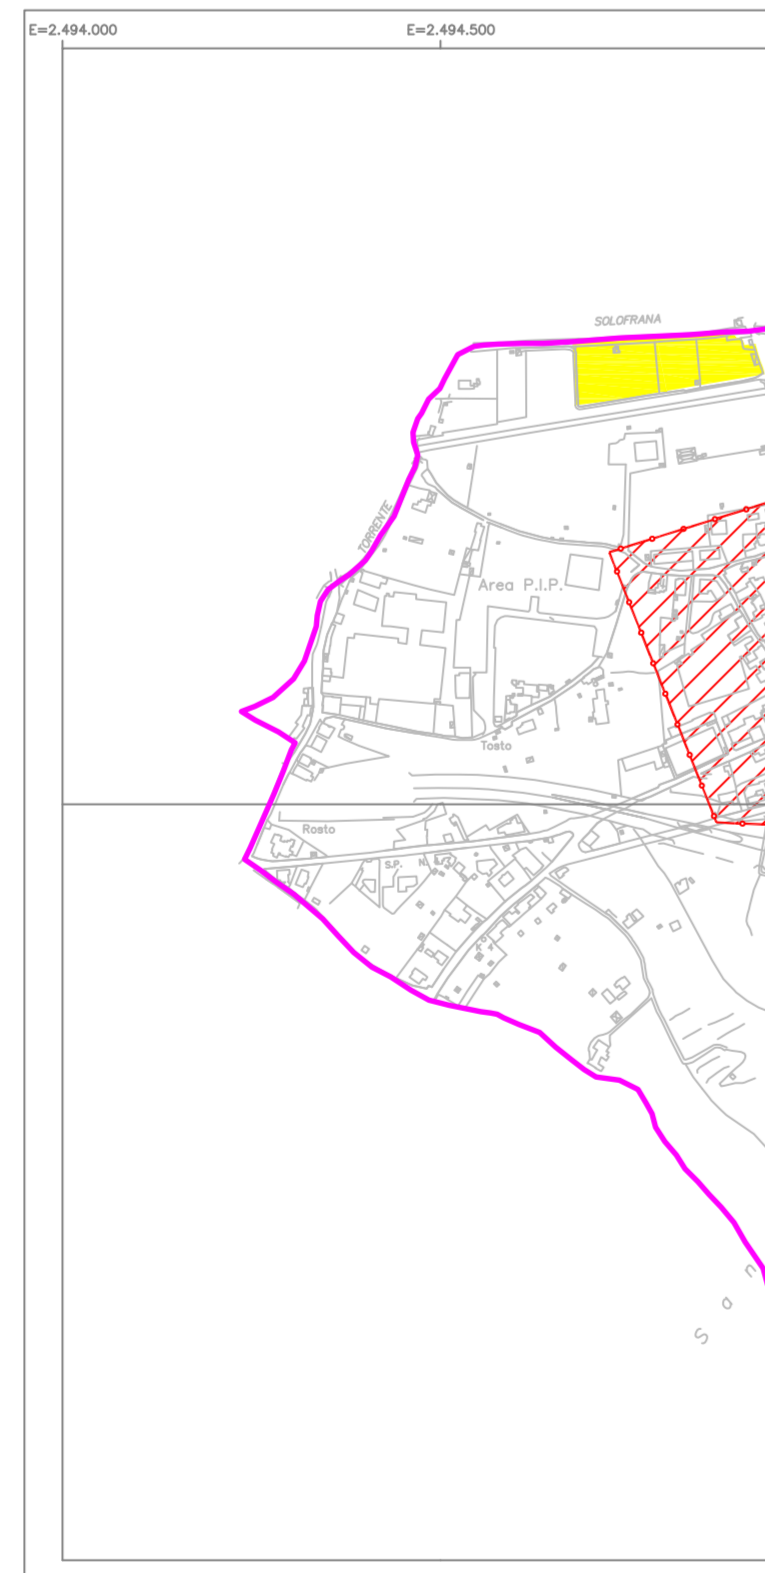 E=2.494.000
E=2.494.500
SOLOFRANA
TORRENTE
Area P.I.P.
Tosto
Rosto
S.P.
N.
S a n